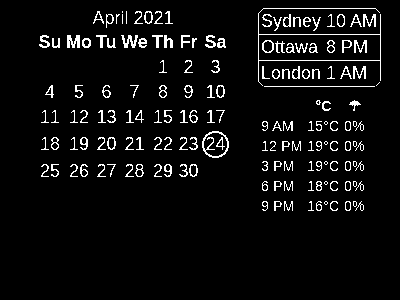 April 2021
Su Mo Tu We Th Fr Sa
1 2 3
4 5 6 7 8 9 10
11 12 13 14 15 16 17
18 19 20 21 22 23 24
25 26 27 28 29 30
Sydney 10 AM
Ottawa 8 PM
London 1 AM
°C
9 AM 15°C 0%
12 PM 19°C 0%
3 PM 19°C 0%
6 PM 18°C 0%
9 PM 16°C 0%